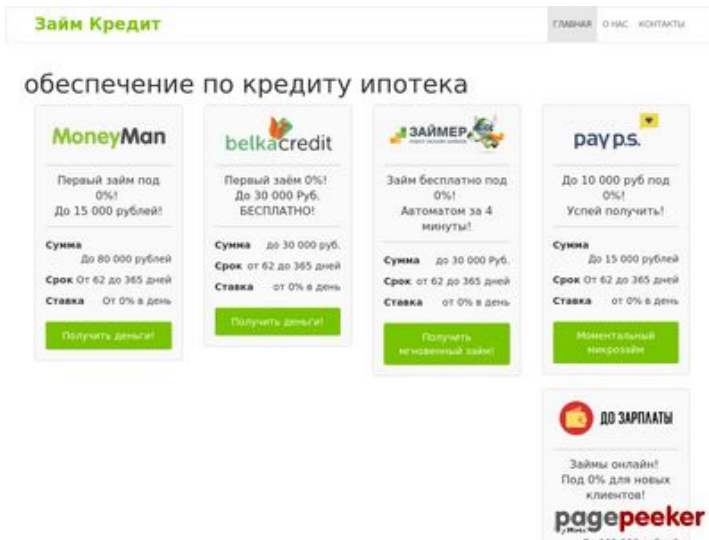 Займ Кредит
ГЛАВНАЯ О НАС КОНТАКТЫ
обеспечение по кредиту ипотека
MoneyMan
Первый займ под
0%!
До 15 000 рублей!
Сумма
До 80 000 рублей
Срок От 62 до 365 дней
Ставка От 0% в день
Получить деньги!
belkacredit
Первый заём 0%!
До 30 000 Руб.
БЕСПЛАТНО!
Сумма до 30 000 руб.
Срок от 62 до 365 дней
Ставка от 0% в день
Получить деньги!
ЗАЙМЕР
Займ бесплатно под
0%!
Автоматом за 4
минуты!
Сумма до 30 000 Руб.
Срок от 62 до 365 дней
Ставка от 0% в день
Получить
мгновенный займ!
pay p.s.
До 10 000 руб под
0%!
Успей получить!
Сумма
До 15 000 рублей
Срок От 62 до 365 дней
Ставка От 0% в день
Моментальный
микрозайм
ДО ЗАРПЛАТЫ
Займы онлайн!
Под 0% для новых
клиентов!
pagepeeker